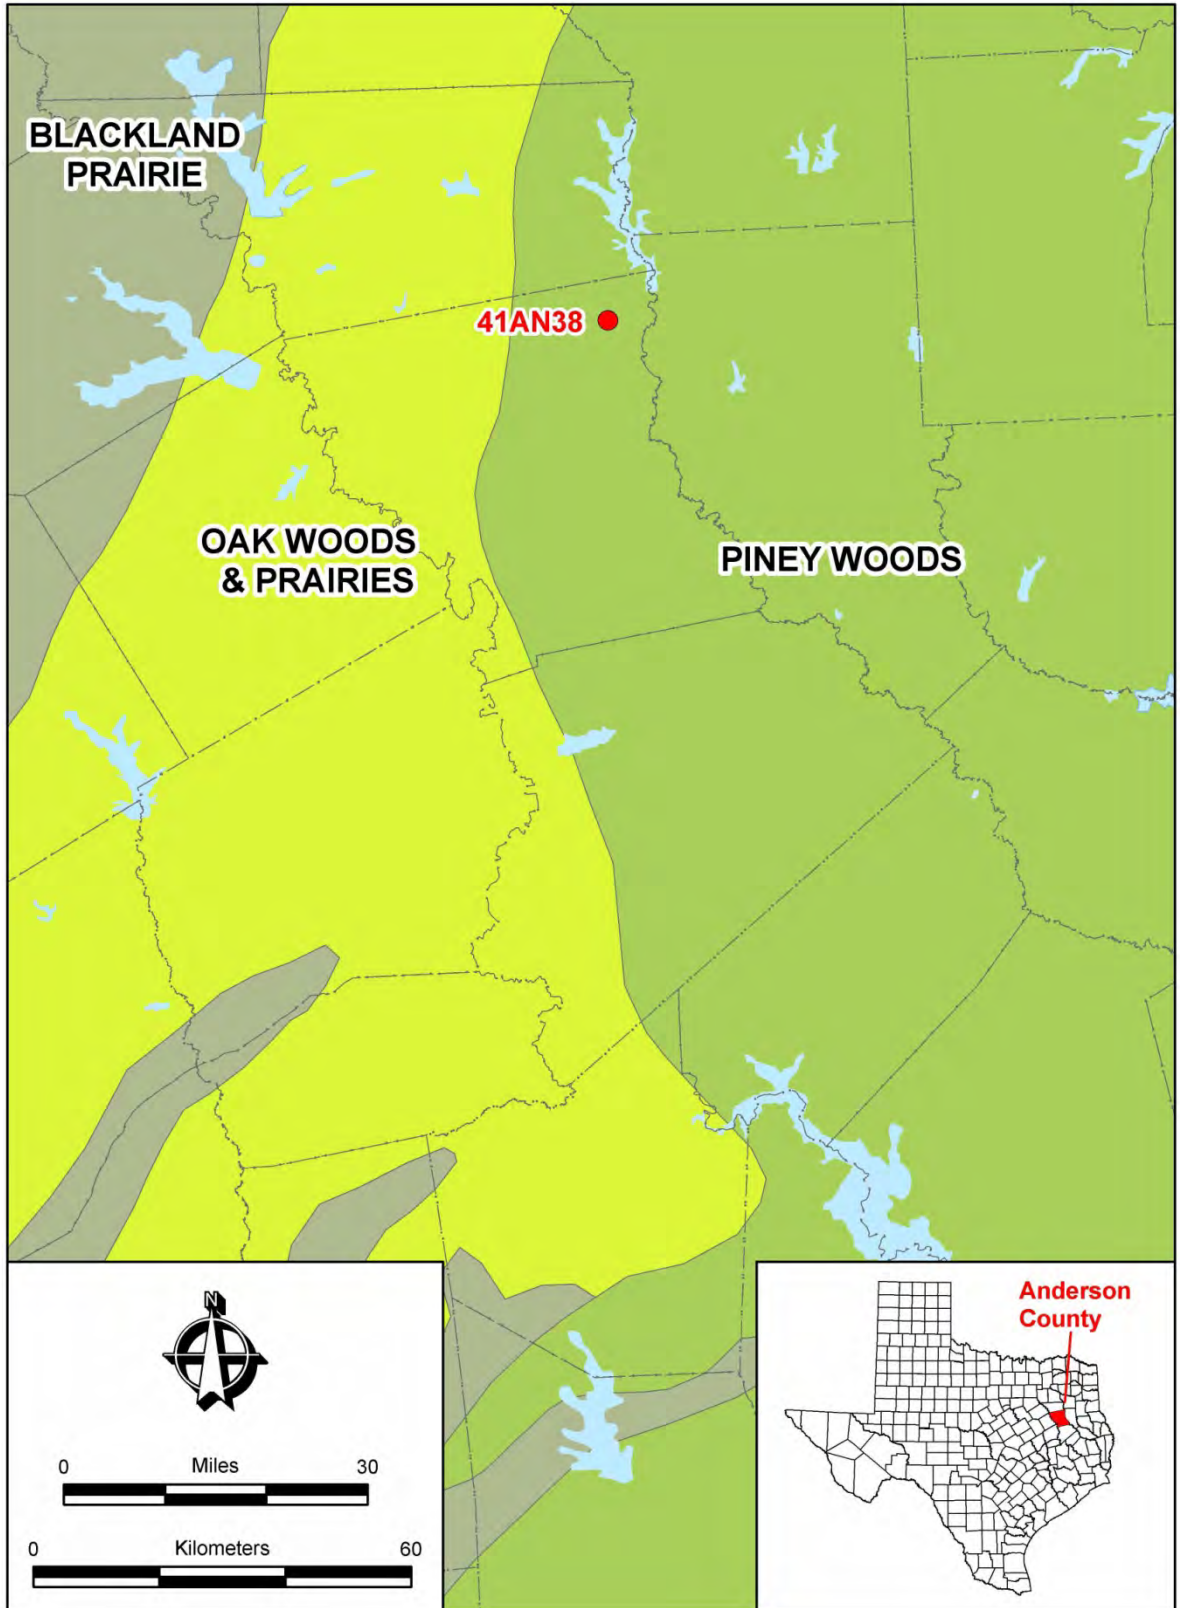 BLACKLAND
PRAIRIE
41AN38
OAK WOODS
& PRAIRIES
PINEY WOODS
N
0 Miles 30
0 Kilometers 60
Anderson
County